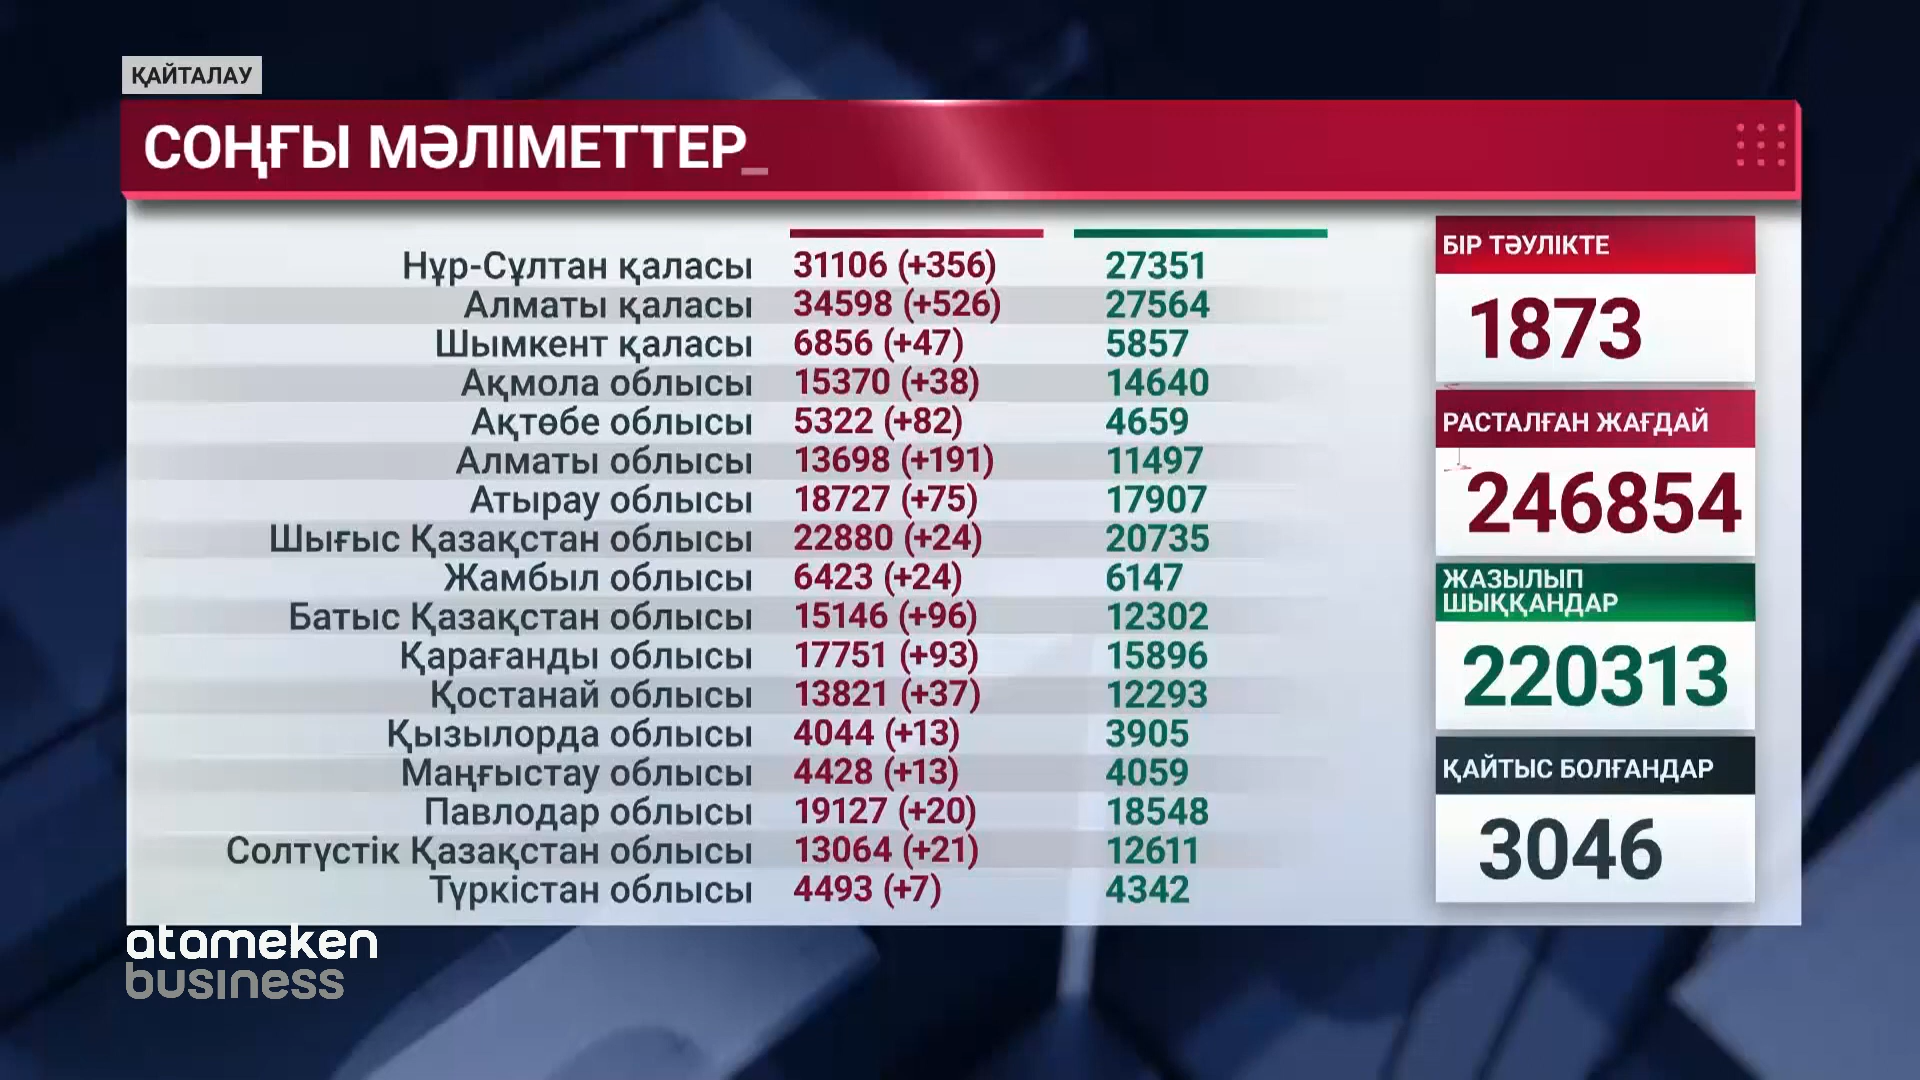 ҚАЙТАЛАУ
СОҢҒЫ МӘЛІМЕТТЕР_
Нұр-Сұлтан қаласы 31106 (+356) 27351
Алматы қаласы 34598 (+526) 27564
Шымкент қаласы 6856 (+47) 5857
Ақмола облысы 15370 (+38) 14640
Ақтөбе облысы 5322 (+82) 4659
Алматы облысы 13698 (+191) 11497
Атырау облысы 18727 (+75) 17907
Шығыс Қазақстан облысы 22880 (+24) 20735
Жамбыл облысы 6423 (+24) 6147
Батыс Қазақстан облысы 15146 (+96) 12302
Қарағанды облысы 17751 (+93) 15896
Қостанай облысы 13821 (+37) 12293
Қызылорда облысы 4044 (+13) 3905
Маңғыстау облысы 4428 (+13) 4059
Павлодар облысы 19127 (+20) 18548
Солтүстік Қазақстан облысы 13064 (+21) 12611
Түркістан облысы 4493 (+7) 4342
БІР ТӘУЛІКТЕ
1873
РАСТАЛҒАН ЖАҒДАЙ
246854
ЖАЗЫЛЫП
ШЫҚҚАНДАР
220313
ҚАЙТЫС БОЛҒАНДАР
3046
atameken
business